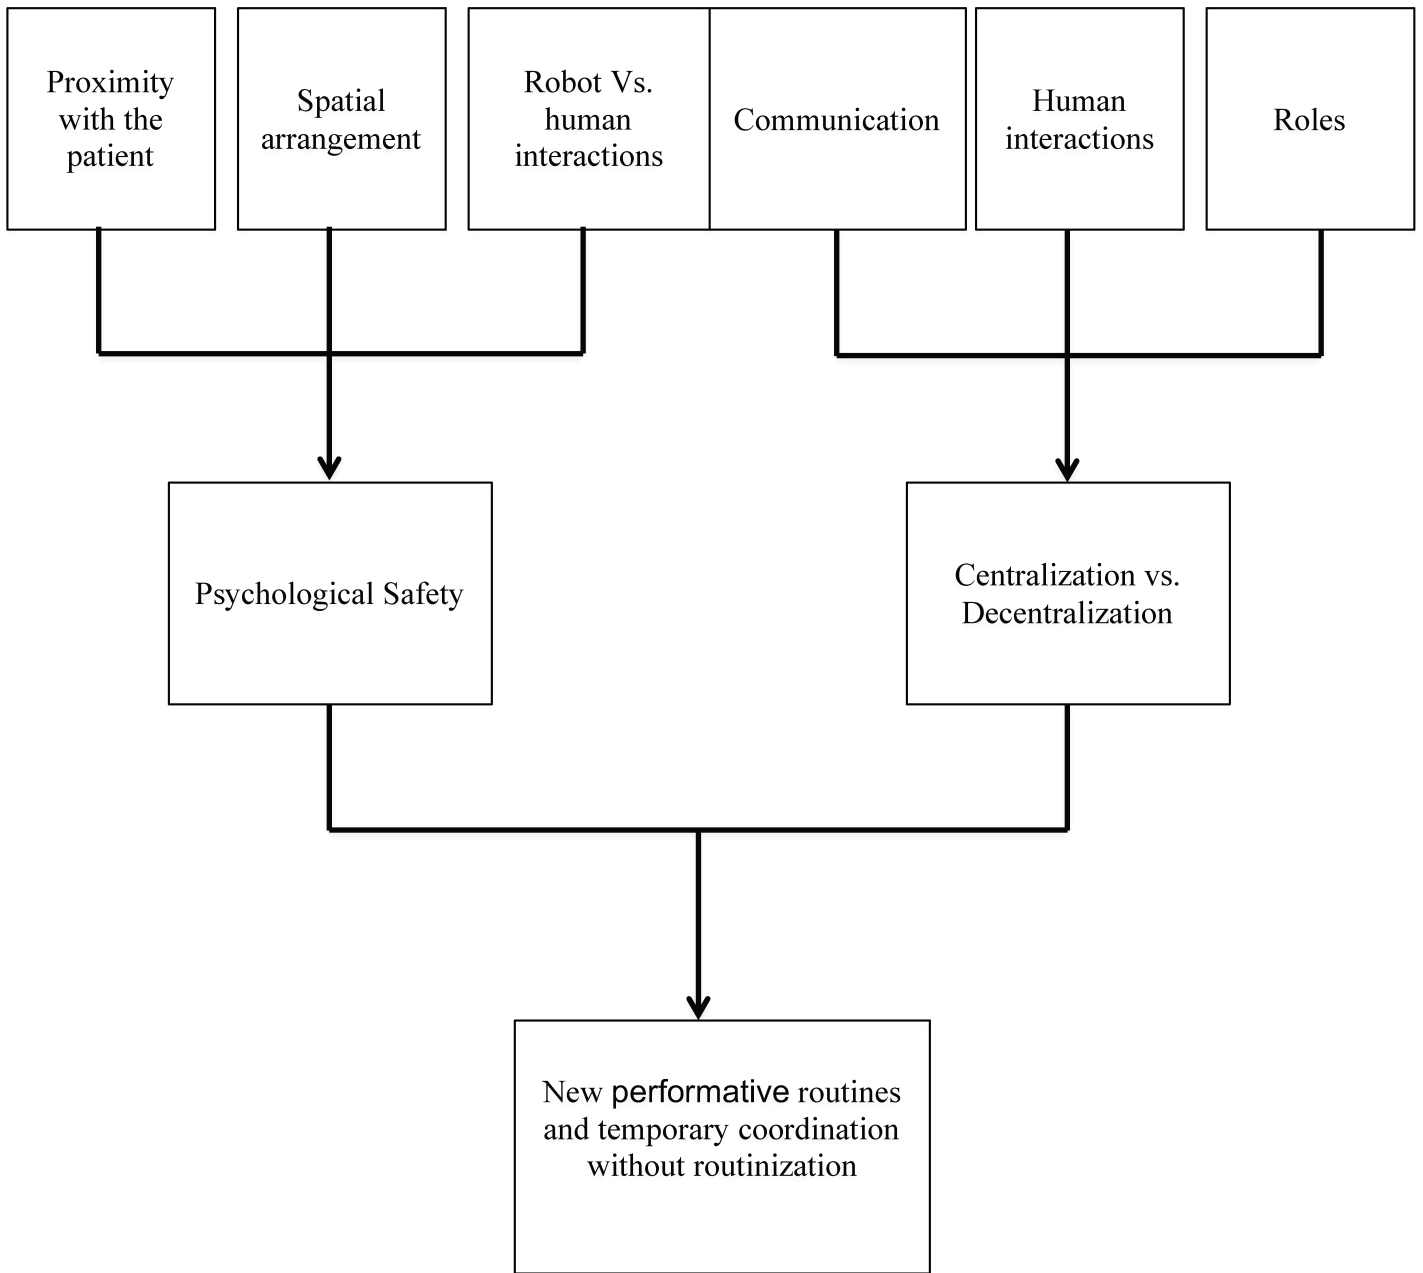 Proximity
with the
patient
Spatial
arrangement
Robot Vs.
human
interactions
Communication
Human
interactions
Roles
Psychological Safety
Centralization vs.
Decentralization
New performative routines
and temporary coordination
without routinization